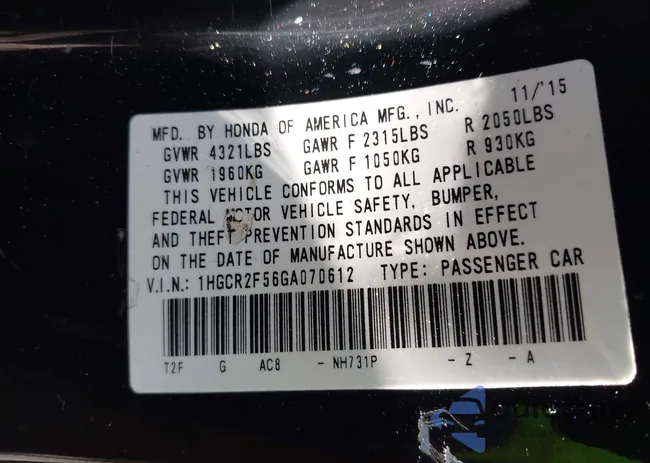 11/'15
MFD. BY HONDA OF AMERICA MFG., INC.
GVWR 4321LBS GAWR F 2315LBS R 2050LBS
GVWR 1960KG GAWR F 1050KG R 930KG
THIS VEHICLE CONFORMS TO ALL APPLICABLE
FEDERAL MOTOR VEHICLE SAFETY, BUMPER,
AND THEFT PREVENTION STANDARDS IN EFFECT
ON THE DATE OF MANUFACTURE SHOWN ABOVE.
V.I.N.: 1HGCR2F56GA070612 TYPE: PASSENGER CAR
T2F G AC8 - NH731P - Z - A